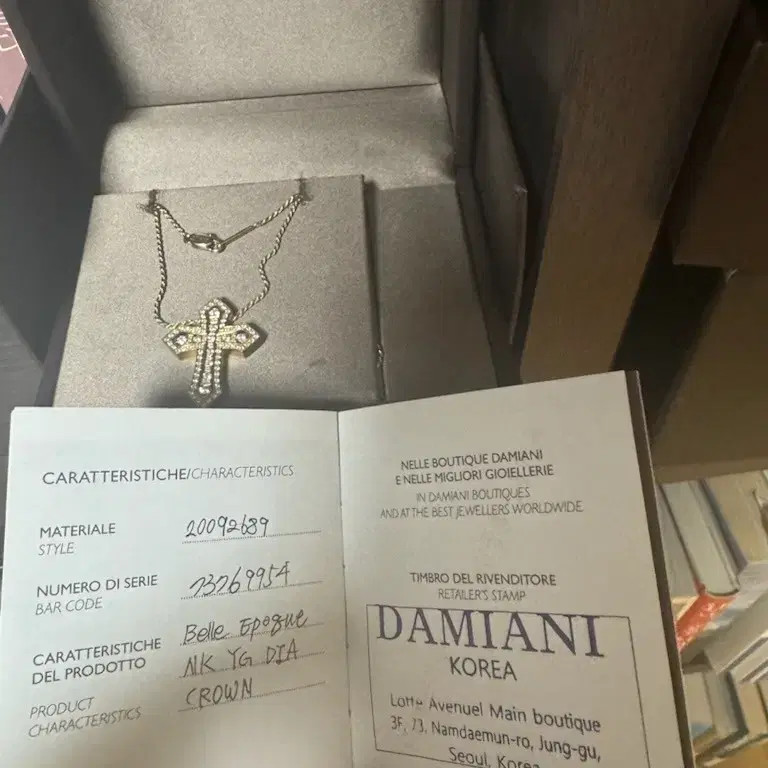 CARATTERISTICHE/CHARACTERISTICS
MATERIALE 20092689
STYLE
NUMERO DI SERIE 23269954
BAR CODE
CARATTERISTICHE Belle Epogue
DEL PRODOTTO NK YG DIA
PRODUCT CROWN
CHARACTERISTICS
NELLE BOUTIQUE DAMIANI
E NELLE MIGLIORI GIOIELLERIE
IN DAMIANI BOUTIQUES
AND AT THE BEST JEWELLERS WORLDWIDE
TIMBRO DEL RIVENDITORE
RETAILER'S STAMP
DAMIANI
KOREA
Lotte Avenuel Main boutique
3F, 73, Namdaemun-ro, Jung-gu,
Seoul, Korea